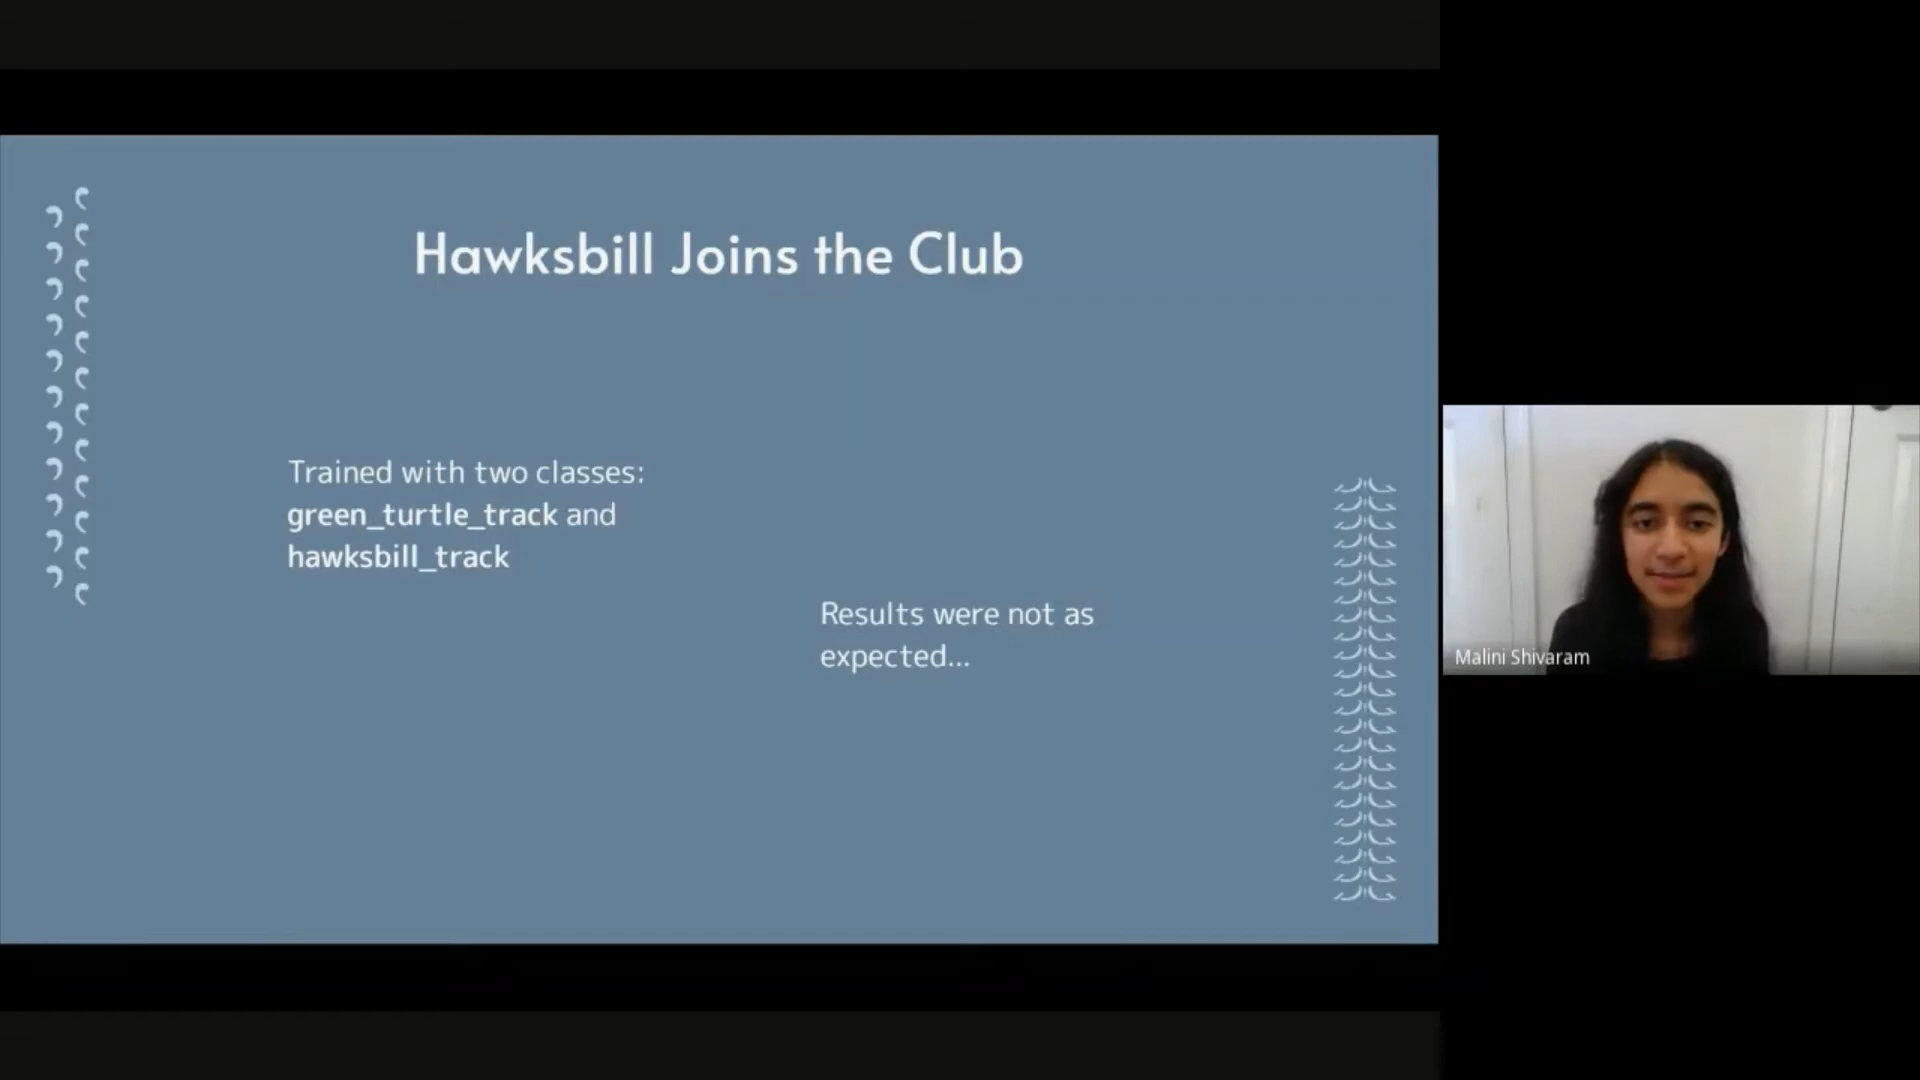 Hawksbill Joins the Club
Trained with two classes:
green_turtle_track and
hawksbill_track
Results were not as
expected...
Malini Shivaram